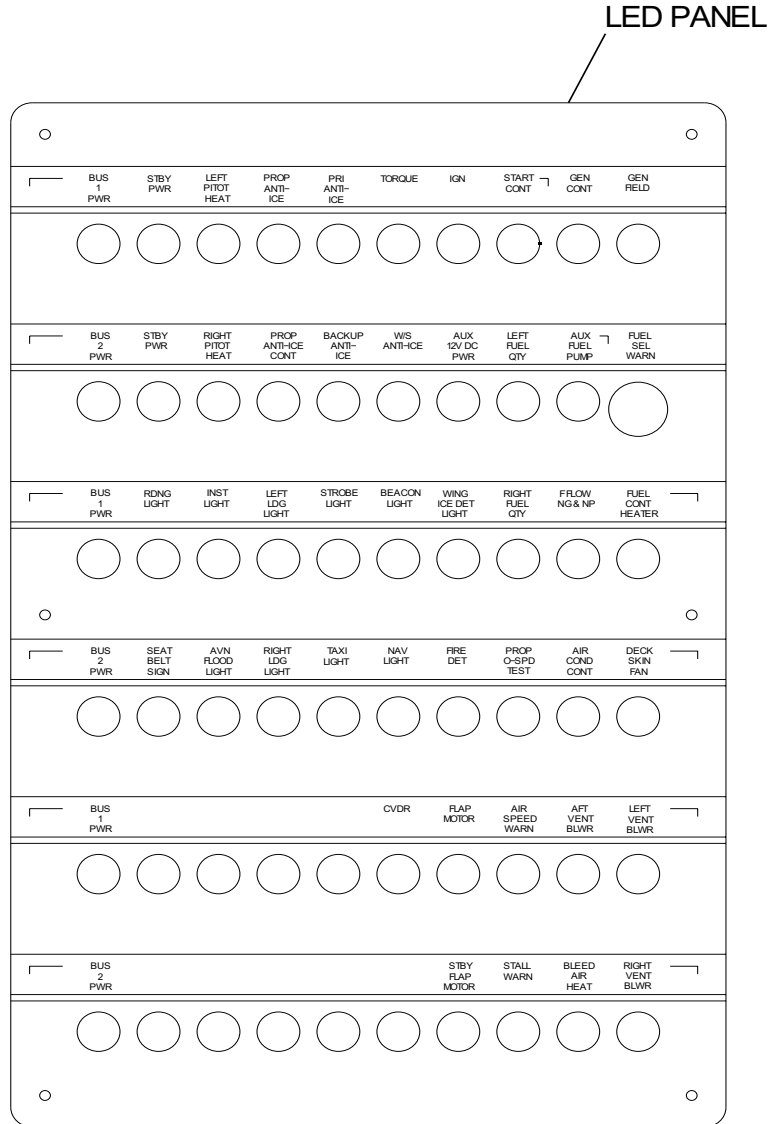 LED PANEL
BUS STBY LEFT PROP PRI TORQUE IGN START GEN GEN
1 PWR PITOT ANTI- ANTI- CONT CONT FIELD
PWR HEAT ICE ICE
BUS STBY RIGHT PROP BACKUP W/S AUX LEFT AUX FUEL
2 PWR PITOT ANTI-ICE ANTI- ANTI-ICE 12V DC FUEL FUEL SEL
PWR HEAT CONT ICE PWR QTY PUMP WARN
BUS RDNG INST LEFT STROBE BEACON WING RIGHT F FLOW FUEL
1 LIGHT LIGHT LDG LIGHT LIGHT ICE DET FUEL NG & NP CONT
PWR LIGHT LIGHT QTY HEATER
BUS SEAT AVN RIGHT TAXI NAV FIRE PROP AIR DECK
2 BELT FLOOD LDG LIGHT LIGHT DET O-SPD COND SKIN
PWR SIGN LIGHT LIGHT TEST CONT FAN
BUS CVDR FLAP AIR AFT LEFT
1 MOTOR SPEED VENT VENT
PWR WARN BLWR BLWR
BUS STBY STALL BLEED RIGHT
2 FLAP WARN AIR VENT
PWR MOTOR HEAT BLWR